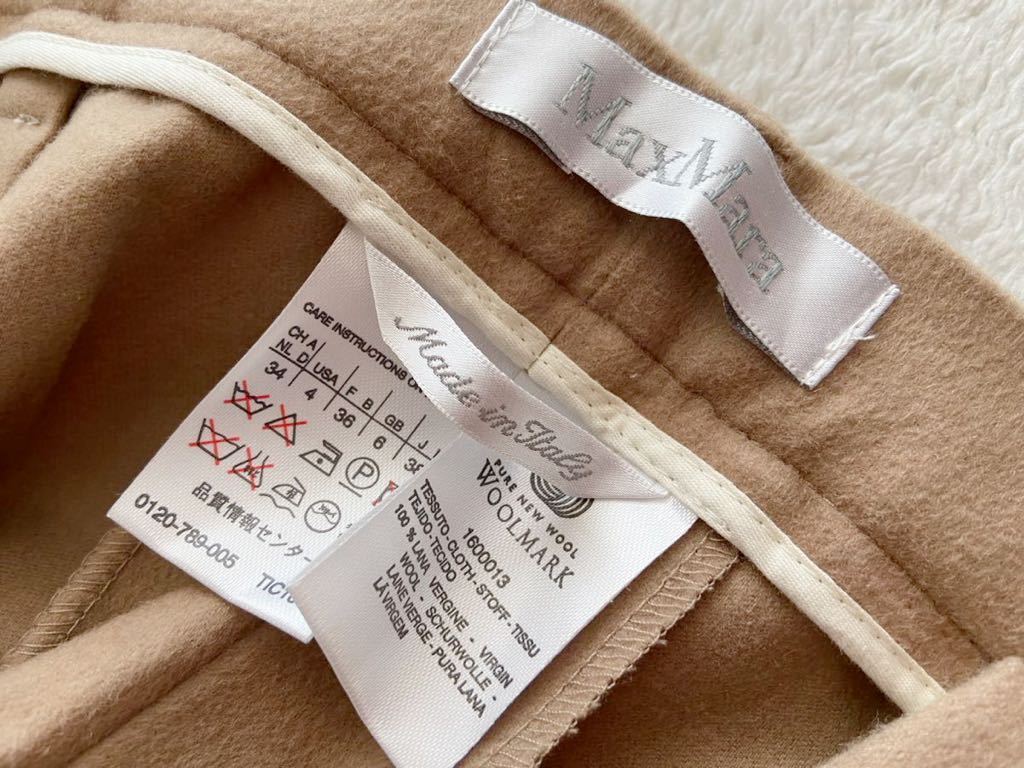 MaxMara
Made in Italy
CARE INSTRUCTIONS
CH A
NL D USA F B GB J
34 4 36 6
P
品質情報センター
0120-789-005
PURE NEW WOOL
WOOLMARK
1600013
TESSUTO-CLOTH-STOFF-TISSU
TEJIDO-TECIDO
100 % LANA VERGINE - VIRGIN
WOOL - SCHURWOLLE -
LAINE VIERGE - PURA LANA
LÃ VIRGEM